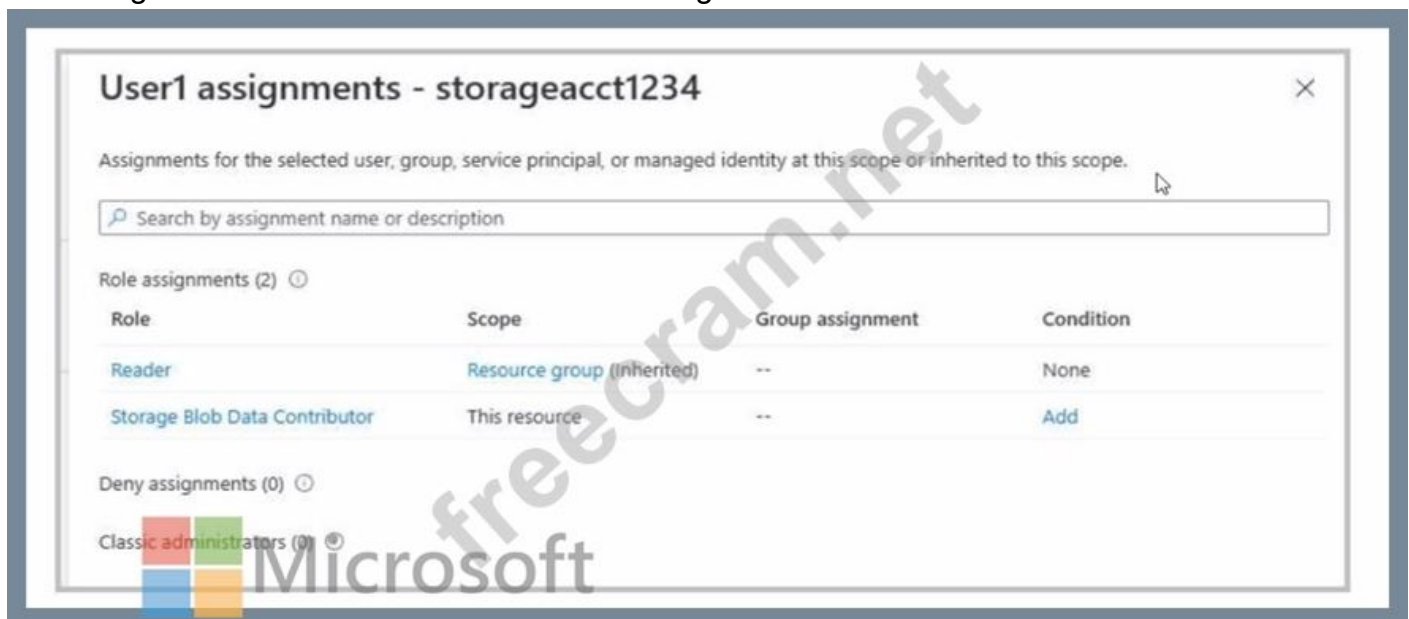 User1 assignments - storageacct1234
Assignments for the selected user, group, service principal, or managed identity at this scope or inherited to this scope.
Search by assignment name or description
Role assignments (2)
Role Scope Group assignment Condition
Reader Resource group (Inherited) -- None
Storage Blob Data Contributor This resource -- Add
Deny assignments (0)
Classic administrators (0)
Microsoft
freecram.net